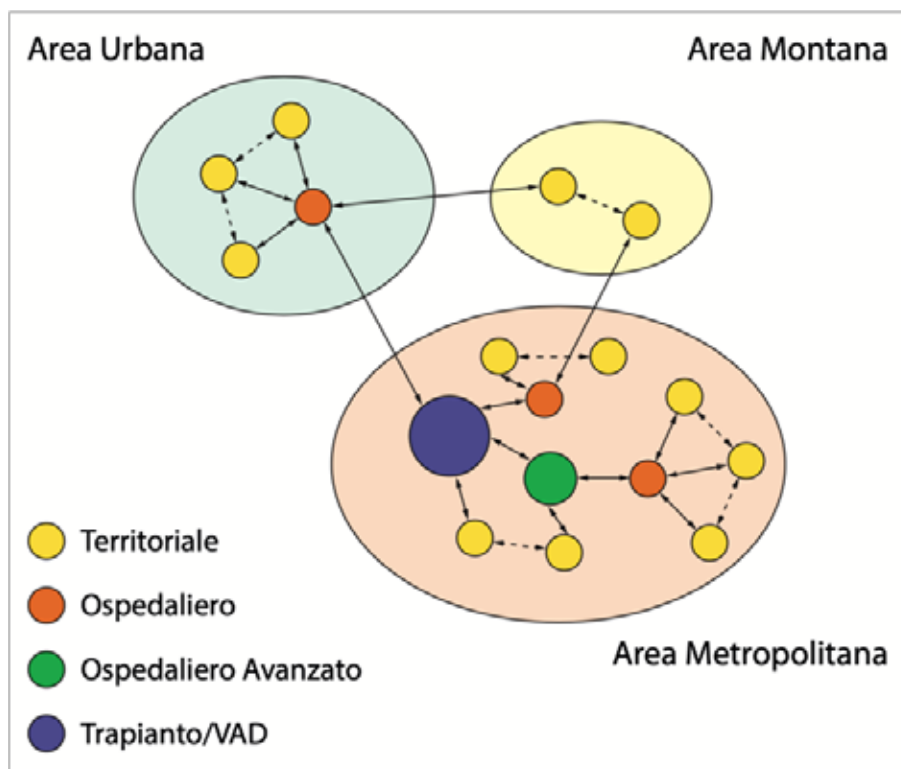 Area Urbana
Area Montana
Territoriale
Ospedaliero
Area Metropolitana
Ospedaliero Avanzato
Trapianto/VAD